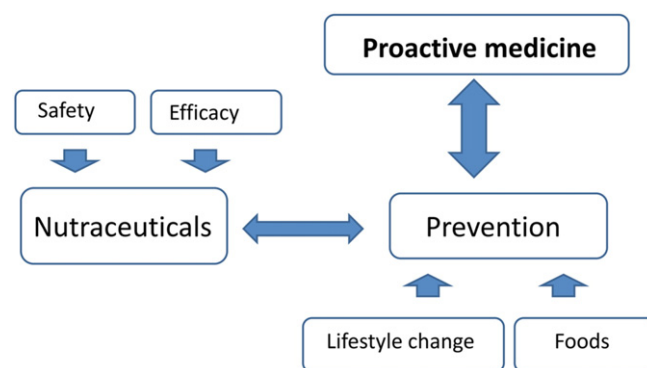 Proactive medicine
Safety
Efficacy
Nutraceuticals
Prevention
Lifestyle change
Foods